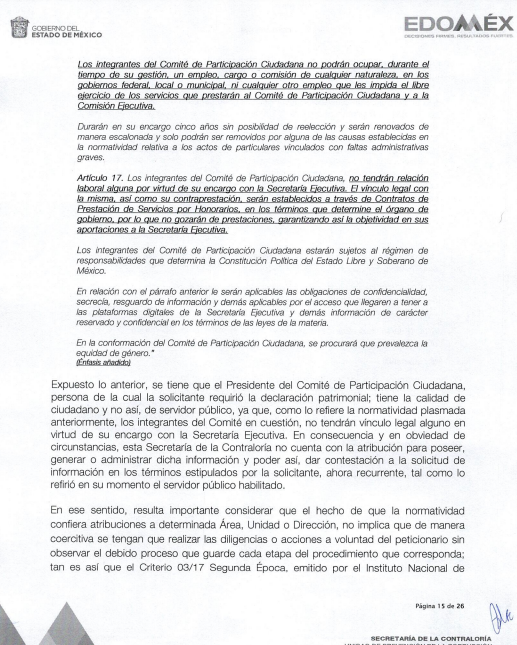 GOBIERNO DEL
ESTADO DE MÉXICO
EDOMÉX
DECISIONES FIRMES, RESULTADOS FUERTES.
Los integrantes del Comité de Participación Ciudadana no podrán ocupar, durante el
tiempo de su gestión, un empleo, cargo o comisión de cualquier naturaleza, en los
gobiernos federal, local o municipal, ni cualquier otro empleo que les impida el libre
ejercicio de los servicios que prestarán al Comité de Participación Ciudadana y a la
Comisión Ejecutiva.
Durarán en su encargo cinco años sin posibilidad de reelección y serán renovados de
manera escalonada y solo podrán ser removidos por alguna de las causas establecidas en
la normatividad relativa a los actos de particulares vinculados con faltas administrativas
graves.
Artículo 17. Los integrantes del Comité de Participación Ciudadana, no tendrán relación
laboral alguna por virtud de su encargo con la Secretaría Ejecutiva. El vínculo legal con
la misma, así como su contraprestación, serán establecidos a través de Contratos de
Prestación de Servicios por Honorarios, en los términos que determine el órgano de
gobierno, por lo que no gozarán de prestaciones, garantizando así la objetividad en sus
aportaciones a la Secretaría Ejecutiva.
Los integrantes del Comité de Participación Ciudadana estarán sujetos al régimen de
responsabilidades que determina la Constitución Política del Estado Libre y Soberano de
México.
En relación con el párrafo anterior le serán aplicables las obligaciones de confidencialidad,
secrecía, resguardo de información y demás aplicables por el acceso que llegaren a tener a
las plataformas digitales de la Secretaría Ejecutiva y demás información de carácter
reservado y confidencial en los términos de las leyes de la materia.
En la conformación del Comité de Participación Ciudadana, se procurará que prevalezca la
equidad de género."
(Énfasis añadido)
Expuesto lo anterior, se tiene que el Presidente del Comité de Participación Ciudadana,
persona de la cual la solicitante requirió la declaración patrimonial; tiene la calidad de
ciudadano y no así, de servidor público, ya que, como lo refiere la normatividad plasmada
anteriormente, los integrantes del Comité en cuestión, no tendrán vínculo legal alguno en
virtud de su encargo con la Secretaría Ejecutiva. En consecuencia y en obviedad de
circunstancias, esta Secretaría de la Contraloría no cuenta con la atribución para poseer,
generar o administrar dicha información y poder así, dar contestación a la solicitud de
información en los términos estipulados por la solicitante, ahora recurrente, tal como lo
refirió en su momento el servidor público habilitado.
En ese sentido, resulta importante considerar que el hecho de que la normatividad
confiera atribuciones a determinada Área, Unidad o Dirección, no implica que de manera
coercitiva se tengan que realizar las diligencias o acciones a voluntad del peticionario sin
observar el debido proceso que guarde cada etapa del procedimiento que corresponda;
tan es así que el Criterio 03/17 Segunda Época, emitido por el Instituto Nacional de
Página 15 de 26
SECRETARÍA DE LA CONTRALORÍA
UNIDAD DE PREVENCIÓN DE LA CORRUPCIÓN